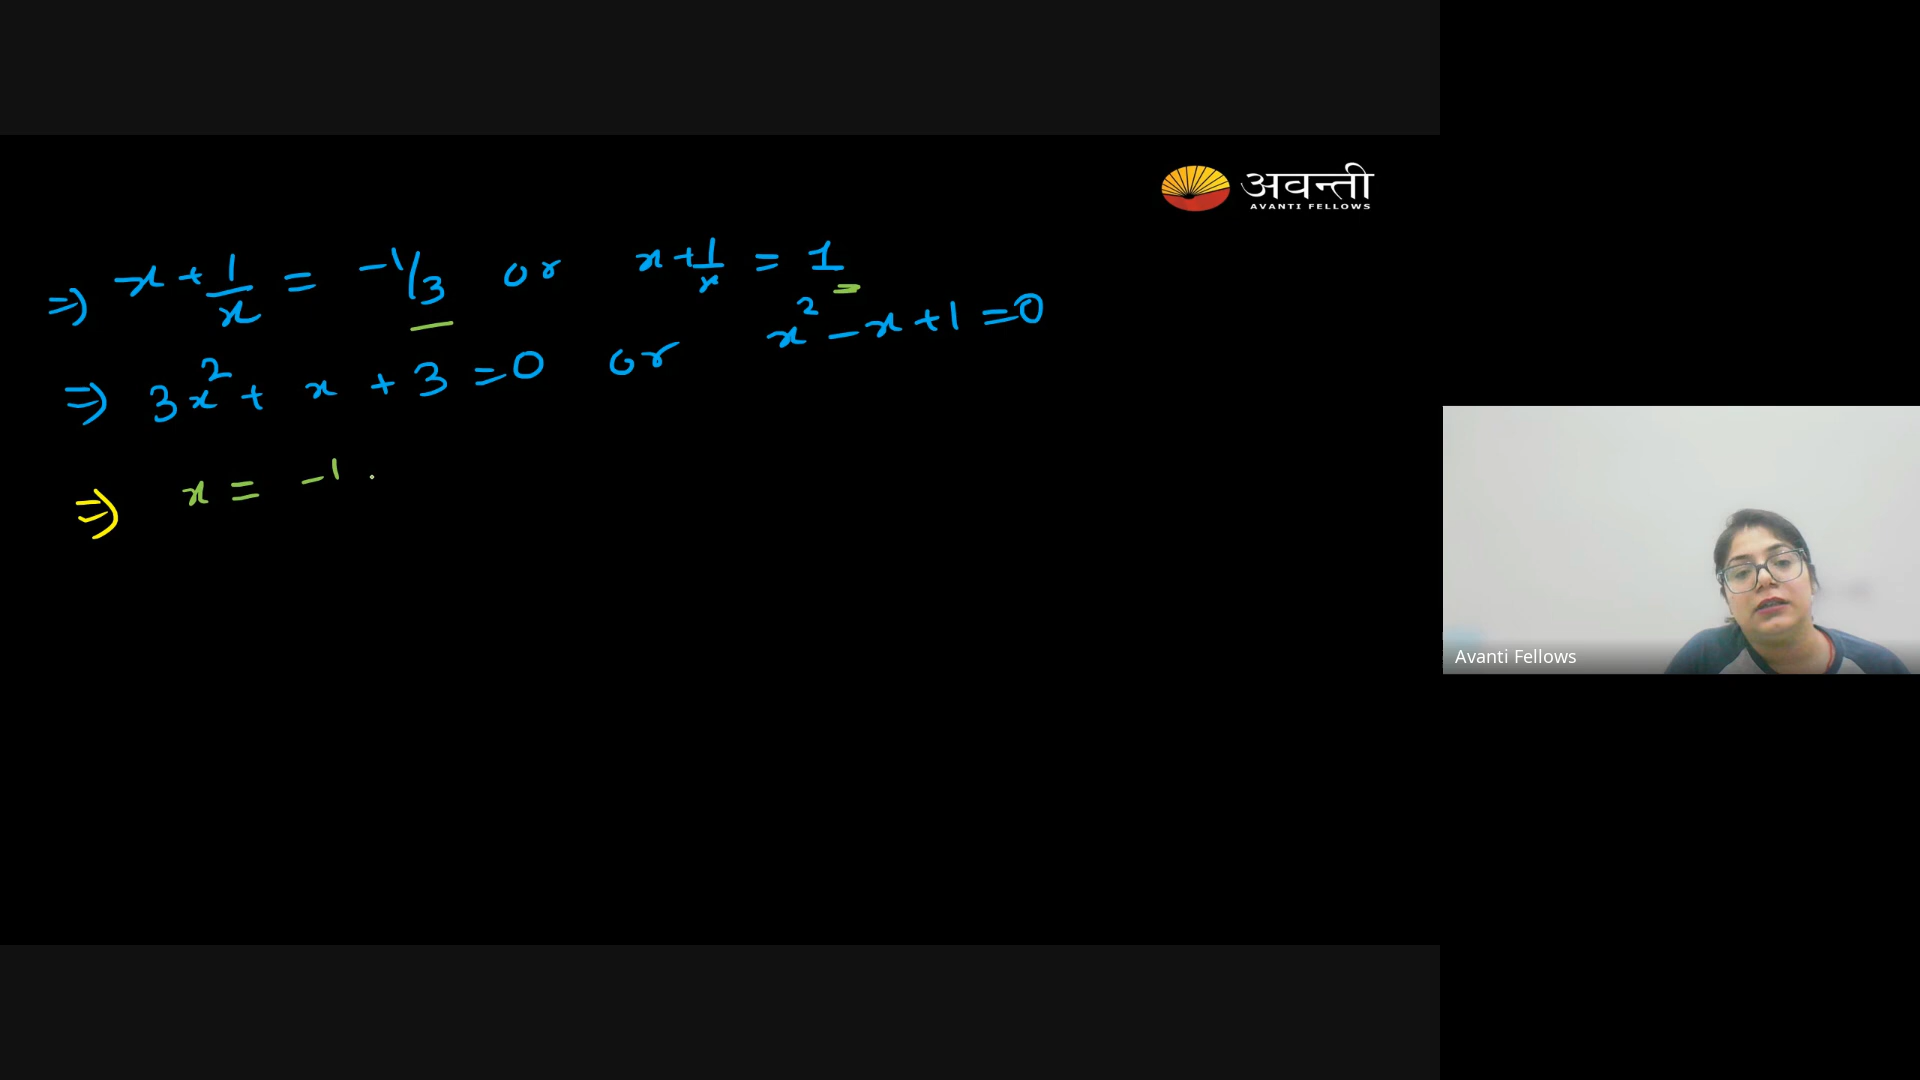 अवन्ती
AVANTI FELLOWS
⇒ x + 1/x = -1/3 or x + 1/x = 1
⇒ 3x² + x + 3 = 0 or x² - x + 1 = 0
⇒ x = -1 .
Avanti Fellows